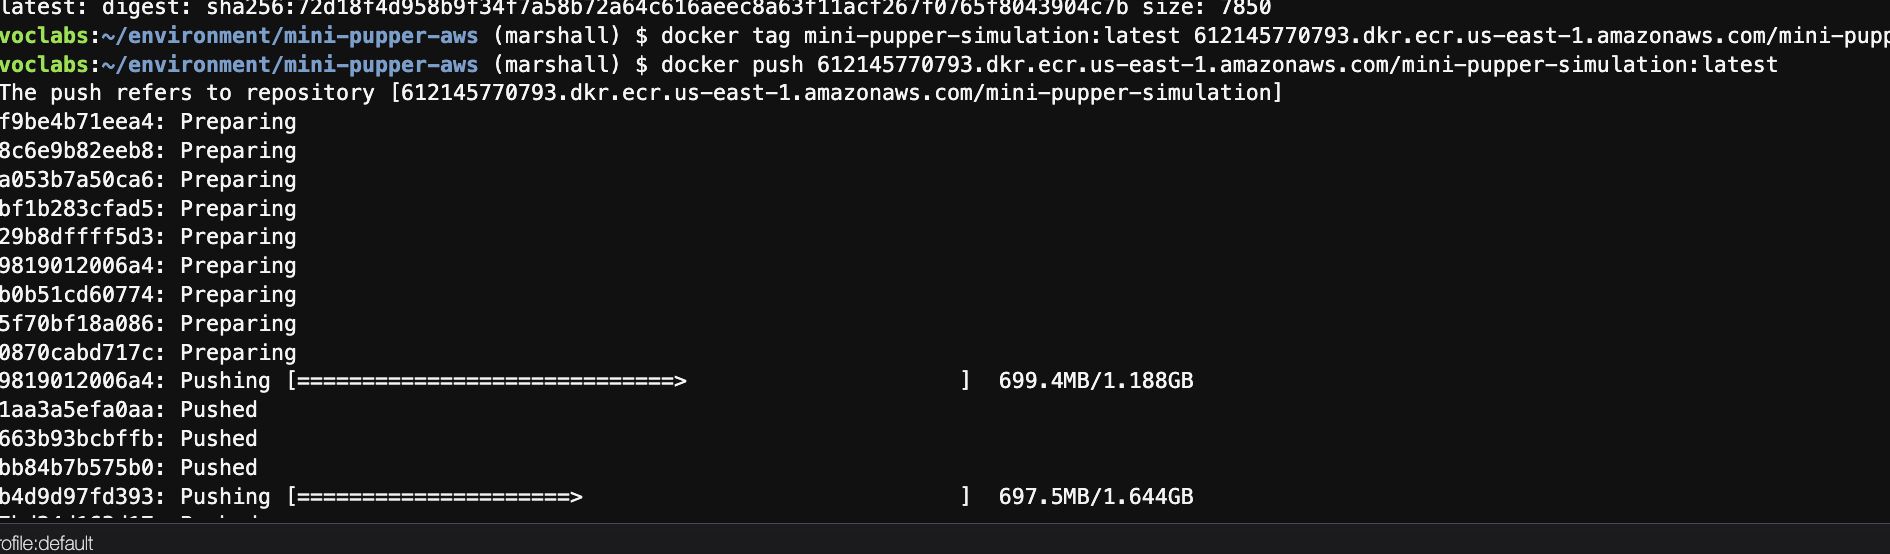 latest: digest: sha256:72d18f4d958b9f34f7a58b72a64c616aeec8a63f11acf267f0765f8043904c7b size: 7850
voclabs:~/environment/mini-pupper-aws (marshall) $ docker tag mini-pupper-simulation:latest 612145770793.dkr.ecr.us-east-1.amazonaws.com/mini-pupp
voclabs:~/environment/mini-pupper-aws (marshall) $ docker push 612145770793.dkr.ecr.us-east-1.amazonaws.com/mini-pupper-simulation:latest
The push refers to repository [612145770793.dkr.ecr.us-east-1.amazonaws.com/mini-pupper-simulation]
f9be4b71eea4: Preparing
8c6e9b82eeb8: Preparing
a053b7a50ca6: Preparing
bf1b283cfad5: Preparing
29b8dffff5d3: Preparing
9819012006a4: Preparing
b0b51cd60774: Preparing
5f70bf18a086: Preparing
0870cabd717c: Preparing
9819012006a4: Pushing [=============================>                     ]  699.4MB/1.188GB
1aa3a5efa0aa: Pushed
663b93bcbffb: Pushed
bb84b7b575b0: Pushed
b4d9d97fd393: Pushing [=====================>                             ]  697.5MB/1.644GB
rofile:default